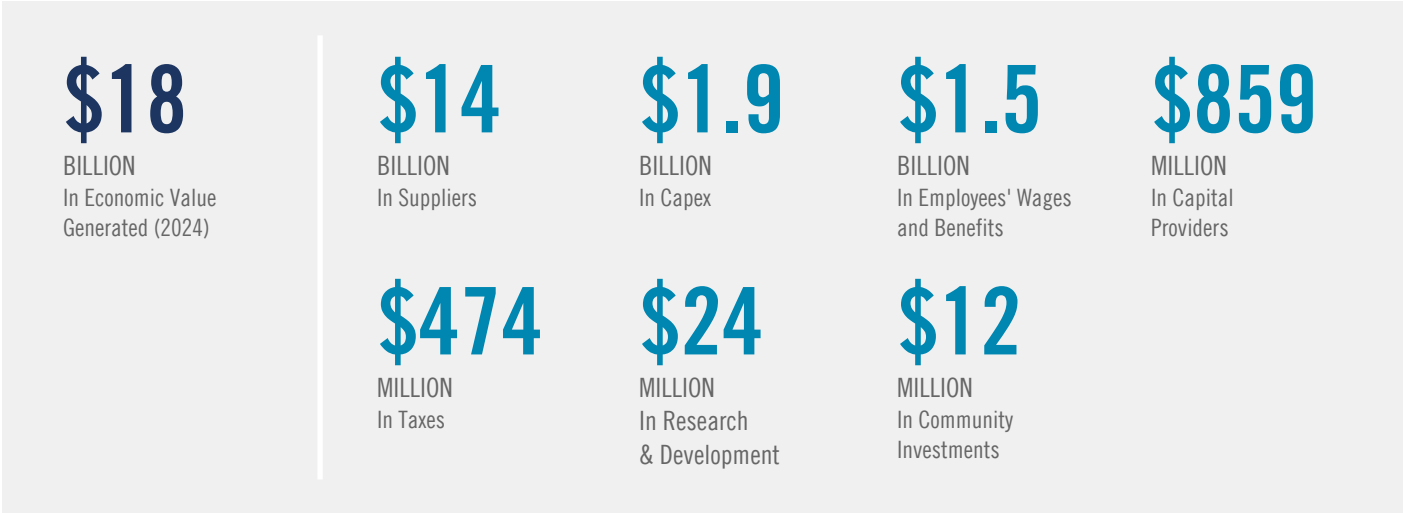 $18
BILLION
In Economic Value
Generated (2024)
$14
BILLION
In Suppliers
$1.9
BILLION
In Capex
$1.5
BILLION
In Employees' Wages
and Benefits
$859
MILLION
In Capital
Providers
$474
MILLION
In Taxes
$24
MILLION
In Research
& Development
$12
MILLION
In Community
Investments